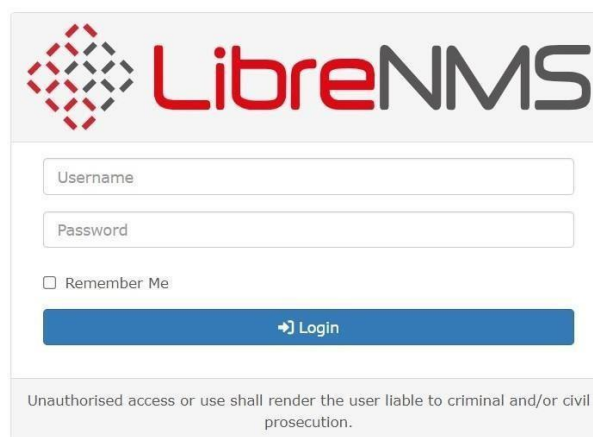 LibreNMS
Username
Password
Remember Me
Login
Unauthorised access or use shall render the user liable to criminal and/or civil
prosecution.